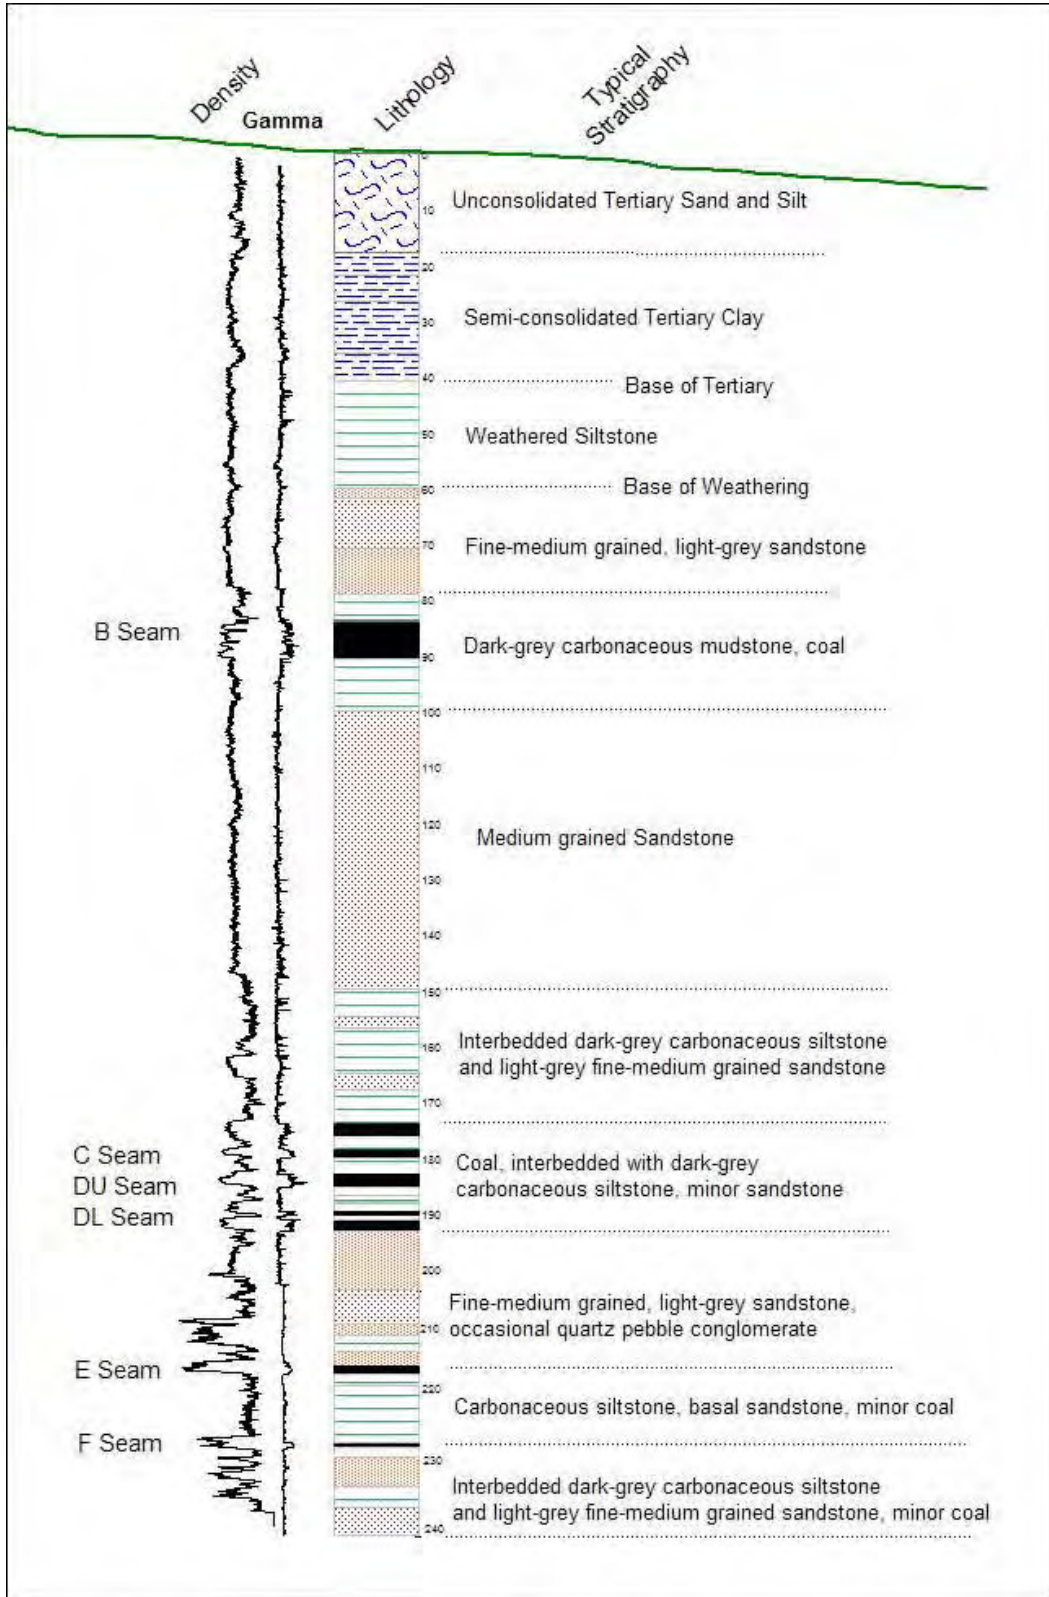 Density
Gamma
Lithology
Typical
Stratigraphy
0
Unconsolidated Tertiary Sand and Silt
10
20
Semi-consolidated Tertiary Clay
30
40
Base of Tertiary
Weathered Siltstone
50
Base of Weathering
60
Fine-medium grained, light-grey sandstone
70
80
B Seam
Dark-grey carbonaceous mudstone, coal
90
100
110
120
Medium grained Sandstone
130
140
150
Interbedded dark-grey carbonaceous siltstone
160
and light-grey fine-medium grained sandstone
170
C Seam
180
Coal, interbedded with dark-grey
DU Seam
carbonaceous siltstone, minor sandstone
DL Seam
190
200
Fine-medium grained, light-grey sandstone,
210
occasional quartz pebble conglomerate
E Seam
220
Carbonaceous siltstone, basal sandstone, minor coal
F Seam
230
Interbedded dark-grey carbonaceous siltstone
and light-grey fine-medium grained sandstone, minor coal
240